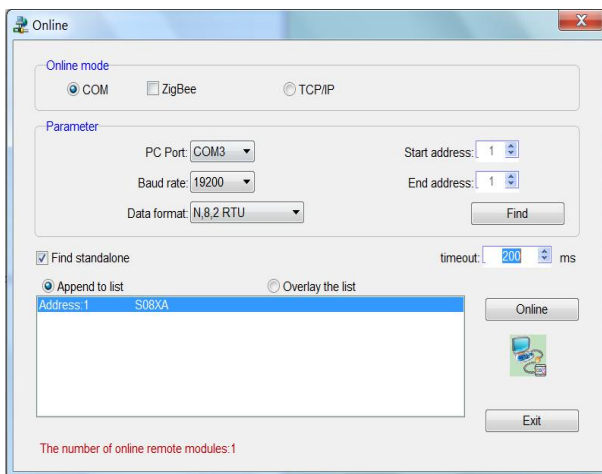 Online
X
Online mode
COM ZigBee TCP/IP
Parameter
PC Port: COM3 Start address: 1
Baud rate: 19200 End address: 1
Data format: N,8,2 RTU Find
Find standalone timeout: 200 ms
Append to list Overlay the list
Address:1 S08XA
Online
Exit
The number of online remote modules:1